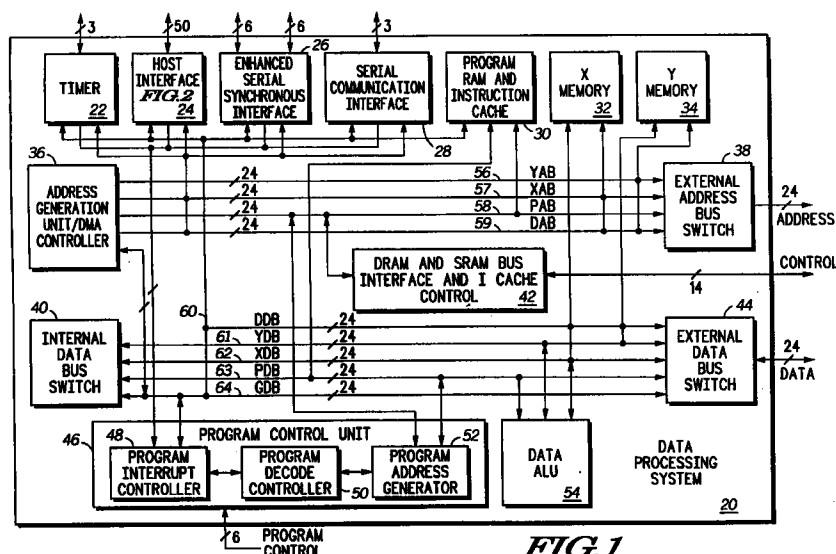 3
50
6
6
3
TIMER
22
HOST
INTERFACE
FIG.2
24
26
ENHANCED
SERIAL
SYNCHRONOUS
INTERFACE
SERIAL
COMMUNICATION
INTERFACE
28
PROGRAM
RAM AND
INSTRUCTION
CACHE
30
X
MEMORY
32
Y
MEMORY
34
36
ADDRESS
GENERATION
UNIT/DMA
CONTROLLER
24
24
24
24
56 YAB
57 XAB
58 PAB
59 DAB
38
EXTERNAL
ADDRESS
BUS
SWITCH
24
ADDRESS
DRAM AND SRAM BUS
INTERFACE AND I CACHE
CONTROL
42
CONTROL
14
40
INTERNAL
DATA
BUS
SWITCH
60 DDB 24
61 YDB 24
62 XDB 24
63 PDB 24
64 GDB 24
44
EXTERNAL
DATA
BUS
SWITCH
24
DATA
46
PROGRAM CONTROL UNIT
48
PROGRAM
INTERRUPT
CONTROLLER
PROGRAM
DECODE
CONTROLLER
50
52
PROGRAM
ADDRESS
GENERATOR
DATA
ALU
54
DATA
PROCESSING
SYSTEM
20
6
PROGRAM
CONTROL
FIG.1